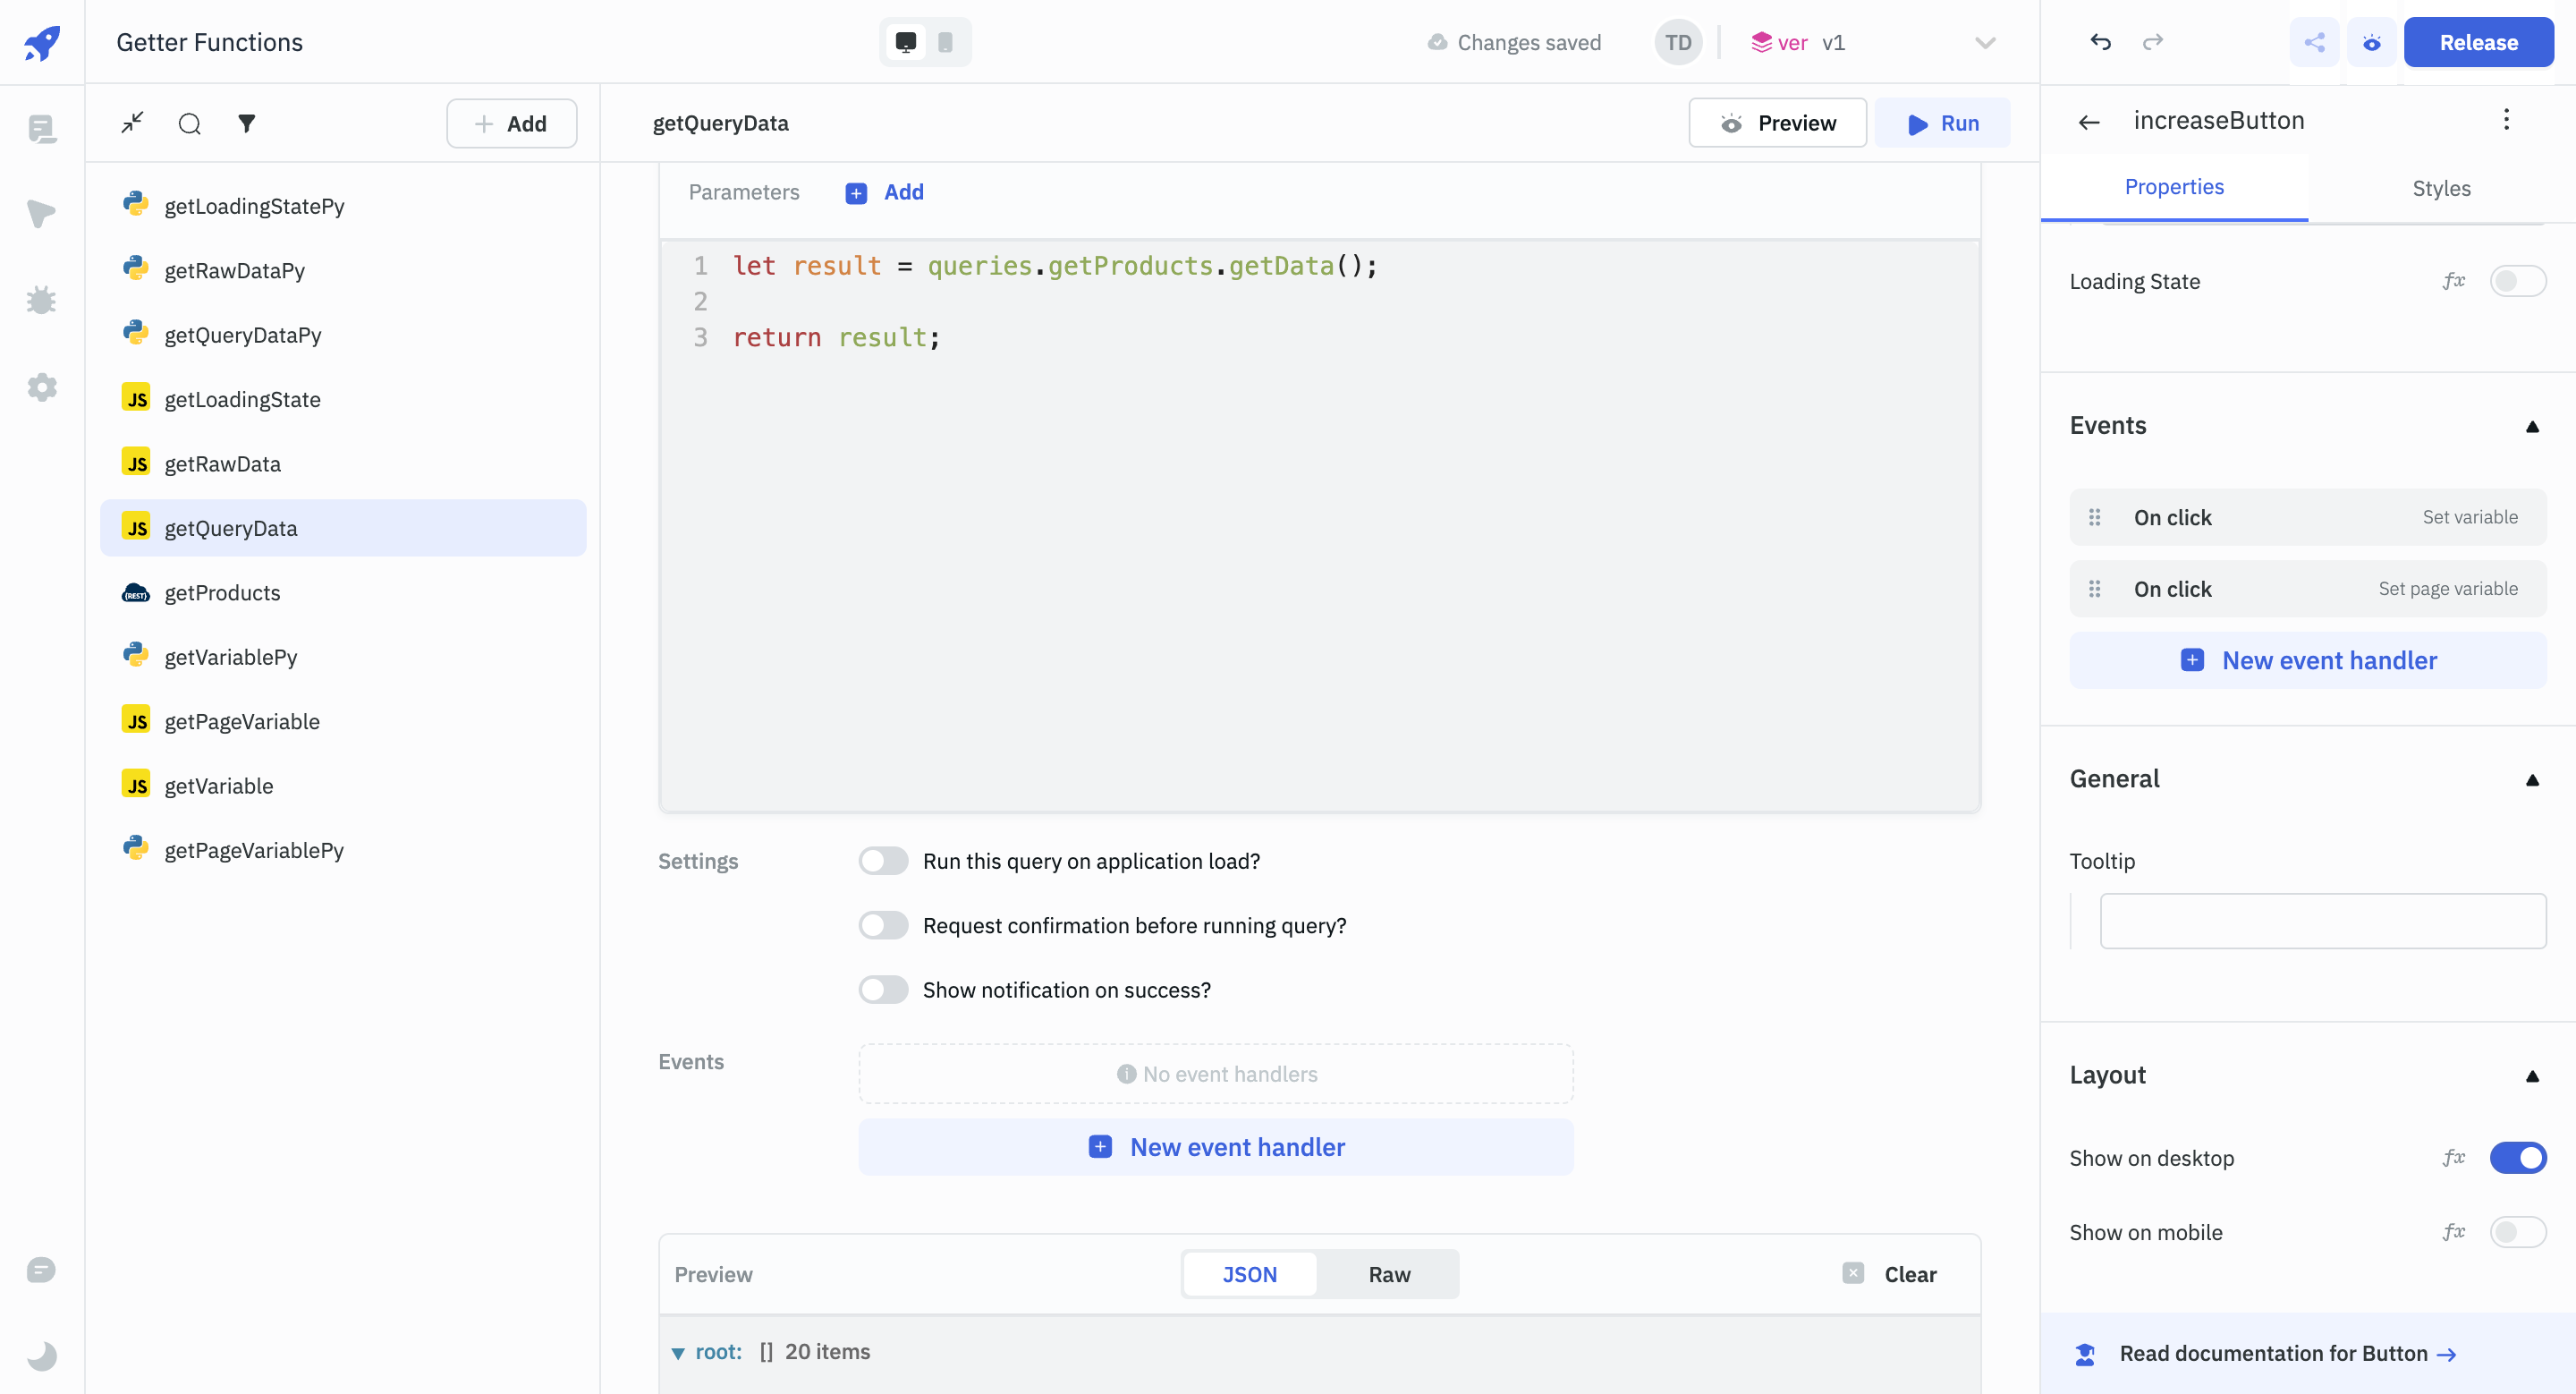 Getter Functions
Changes saved
TD
ver v1
Release
Add
getLoadingStatePy
getRawDataPy
getQueryDataPy
JS getLoadingState
JS getRawData
JS getQueryData
{REST} getProducts
getVariablePy
JS getPageVariable
JS getVariable
getPageVariablePy
getQueryData
Preview
Run
Parameters
Add
1 let result = queries.getProducts.getData();
2
3 return result;
Settings
Run this query on application load?
Request confirmation before running query?
Show notification on success?
Events
No event handlers
New event handler
Preview
JSON
Raw
Clear
root: [] 20 items
increaseButton
Properties
Styles
Loading State
fx
Events
On click Set variable
On click Set page variable
New event handler
General
Tooltip
Layout
Show on desktop
fx
Show on mobile
fx
Read documentation for Button →